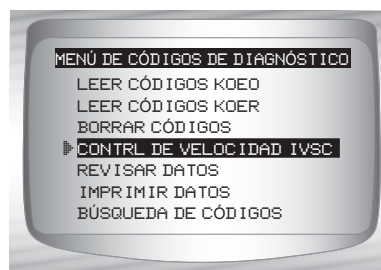 MENÚ DE CÓDIGOS DE DIAGNÓSTICO
LEER CÓDIGOS KOEO
LEER CÓDIGOS KOER
BORRAR CÓDIGOS
CONTRL DE VELOCIDAD IVSC
REVISAR DATOS
IMPRIMIR DATOS
BÚSQUEDA DE CÓDIGOS